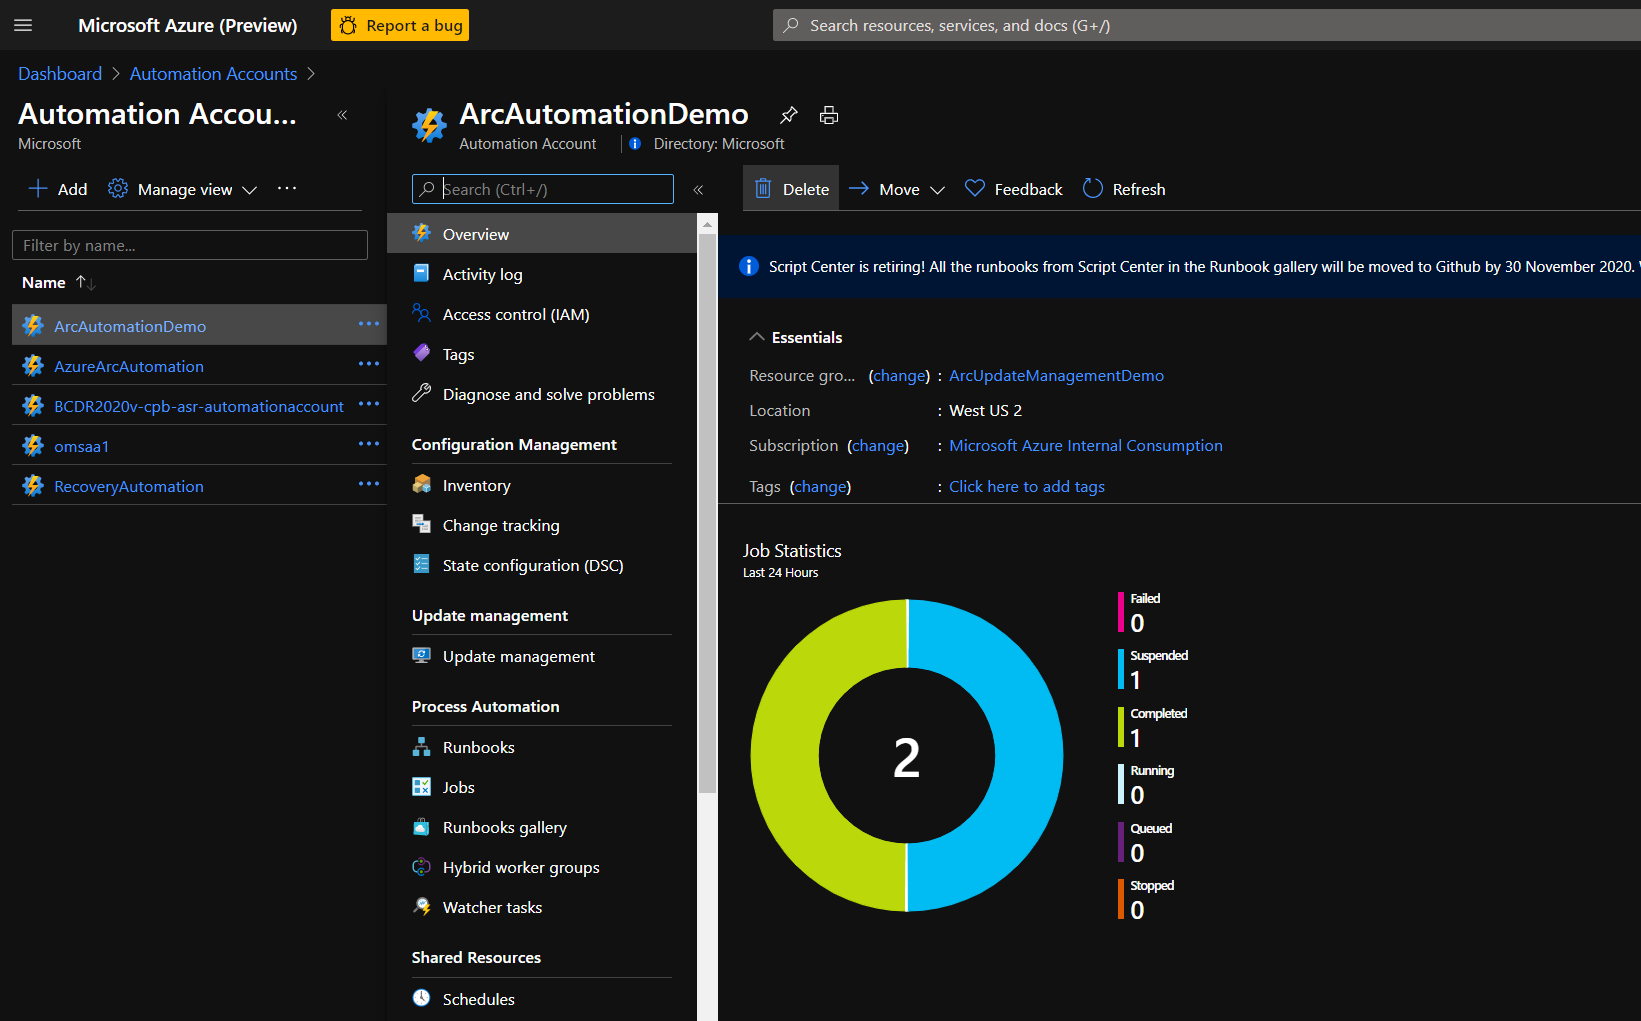 Microsoft Azure (Preview)
Report a bug
Search resources, services, and docs (G+/)
Dashboard > Automation Accounts >
Automation Accou...
Microsoft
Add
Manage view
...
Filter by name...
Name
ArcAutomationDemo
AzureArcAutomation
BCDR2020v-cpb-asr-automationaccount
omsaa1
RecoveryAutomation
ArcAutomationDemo
Automation Account
Directory: Microsoft
Search (Ctrl+/)
Overview
Activity log
Access control (IAM)
Tags
Diagnose and solve problems
Configuration Management
Inventory
Change tracking
State configuration (DSC)
Update management
Update management
Process Automation
Runbooks
Jobs
Runbooks gallery
Hybrid worker groups
Watcher tasks
Shared Resources
Schedules
Delete
Move
Feedback
Refresh
Script Center is retiring! All the runbooks from Script Center in the Runbook gallery will be moved to Github by 30 November 2020.
Essentials
Resource gro... (change) : ArcUpdateManagementDemo
Location : West US 2
Subscription (change) : Microsoft Azure Internal Consumption
Tags (change) : Click here to add tags
Job Statistics
Last 24 Hours
2
Failed
0
Suspended
1
Completed
1
Running
0
Queued
0
Stopped
0